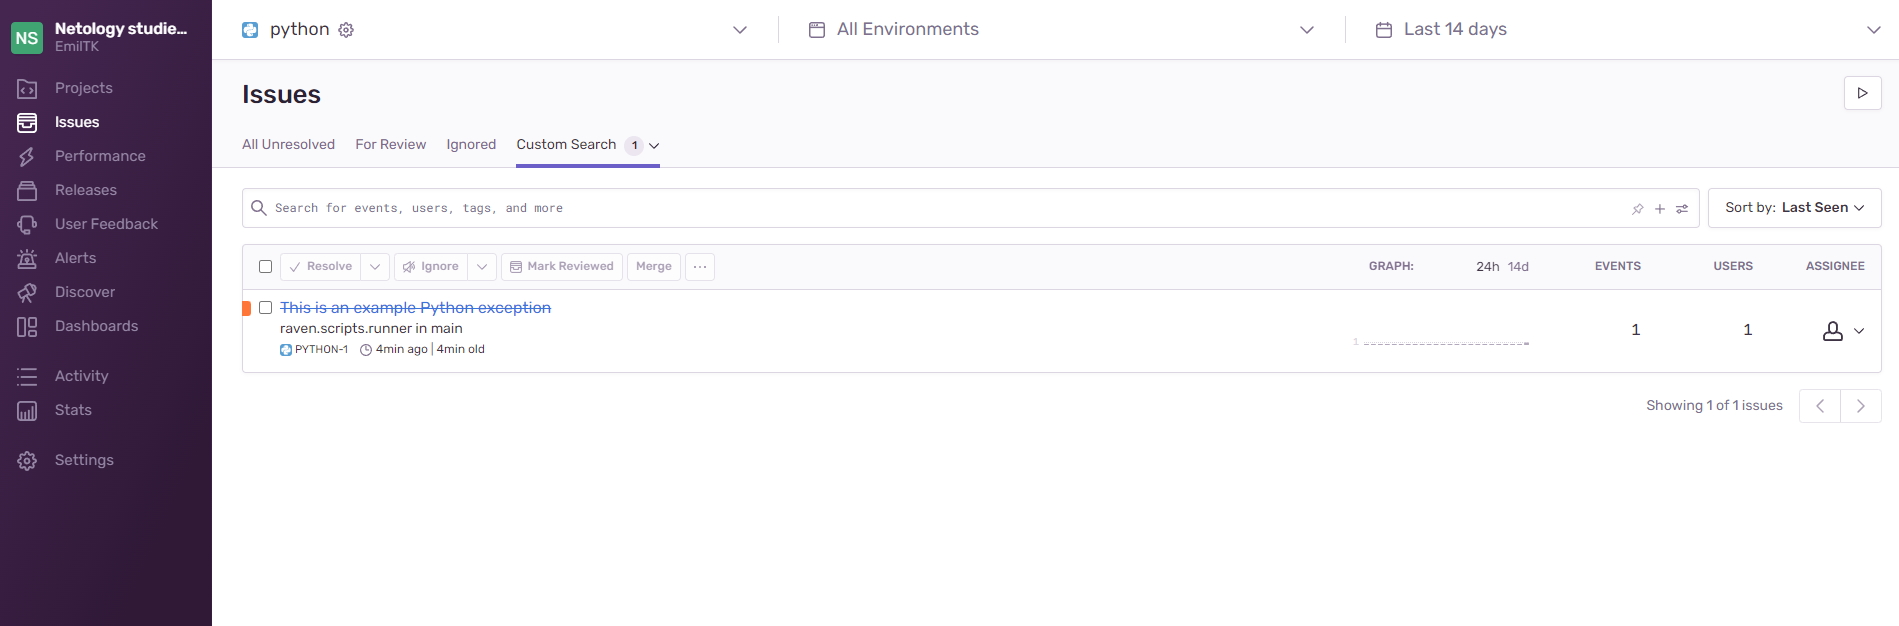 NS
Netology studie...
EmilTK
Projects
Issues
Performance
Releases
User Feedback
Alerts
Discover
Dashboards
Activity
Stats
Settings
python
All Environments
Last 14 days
Issues
All Unresolved For Review Ignored Custom Search 1
Search for events, users, tags, and more
Sort by: Last Seen
Resolve Ignore Mark Reviewed Merge ... GRAPH: 24h 14d EVENTS USERS ASSIGNEE
This is an example Python exception
raven.scripts.runner in main
PYTHON-1 4min ago | 4min old
1
1
1
Showing 1 of 1 issues